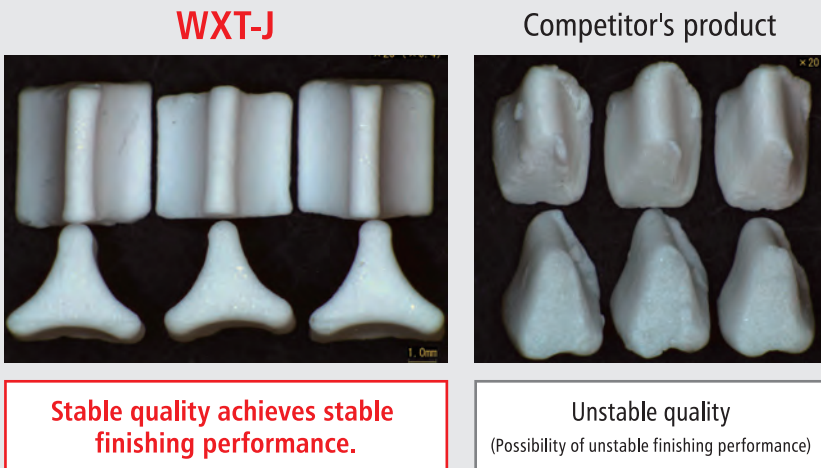 WXT-J
Competitor's product
×20
1.0mm
Stable quality achieves stable
finishing performance.
Unstable quality
(Possibility of unstable finishing performance)